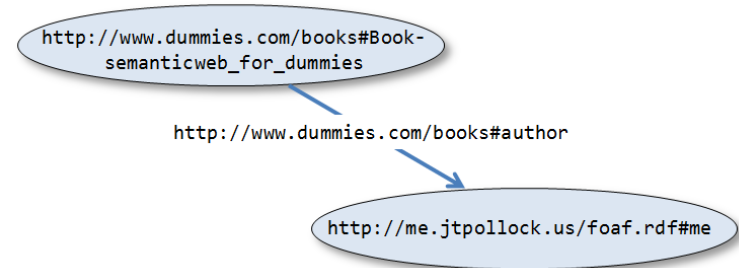 http://www.dummies.com/books#Book-
semanticweb_for_dummies
http://www.dummies.com/books#author
http://me.jtpollock.us/foaf.rdf#me